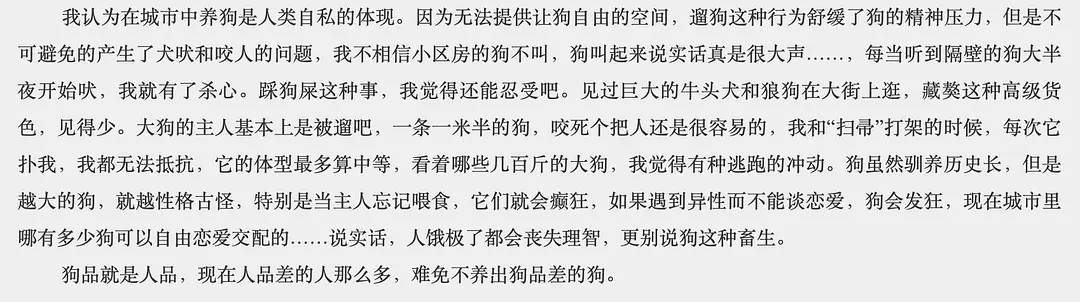 我认为在城市中养狗是人类自私的体现。因为无法提供让狗自由的空间，遛狗这种行为舒缓了狗的精神压力，但是不
可避免的产生了犬吠和咬人的问题，我不相信小区房的狗不叫，狗叫起来说实话真是很大声……，每当听到隔壁的狗大半
夜开始吠，我就有了杀心。踩狗屎这种事，我觉得还能忍受吧。见过巨大的牛头犬和狼狗在大街上逛，藏獒这种高级货
色，见得少。大狗的主人基本上是被遛吧，一条一米半的狗，咬死个把人还是很容易的，我和“扫帚”打架的时候，每次它
扑我，我都无法抵抗，它的体型最多算中等，看着哪些几百斤的大狗，我觉得有种逃跑的冲动。狗虽然驯养历史长，但是
越大的狗，就越性格古怪，特别是当主人忘记喂食，它们就会癫狂，如果遇到异性而不能谈恋爱，狗会发狂，现在城市里
哪有多少狗可以自由恋爱交配的……说实话，人饿极了都会丧失理智，更别说狗这种畜生。
狗品就是人品，现在人品差的人那么多，难免不养出狗品差的狗。